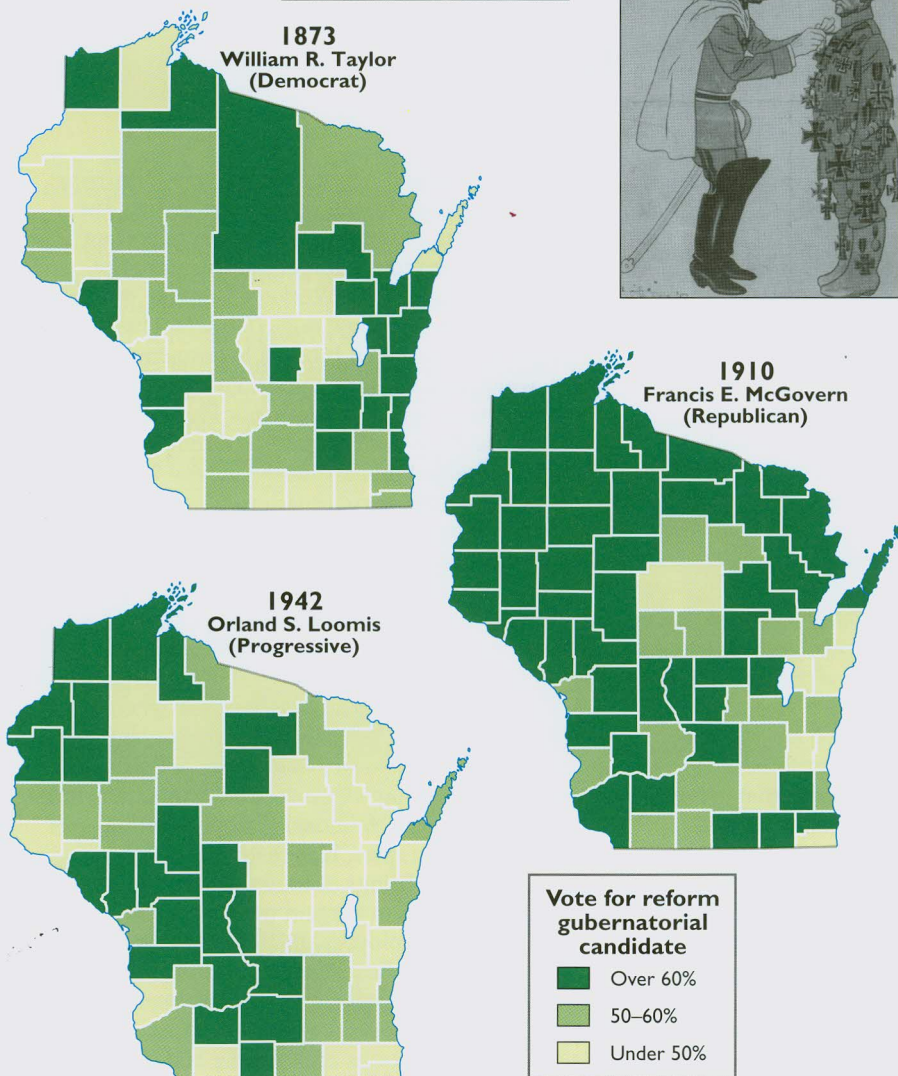 1873
William R. Taylor
(Democrat)
1910
Francis E. McGovern
(Republican)
1942
Orland S. Loomis
(Progressive)
Vote for reform
gubernatorial
candidate
Over 60%
50–60%
Under 50%